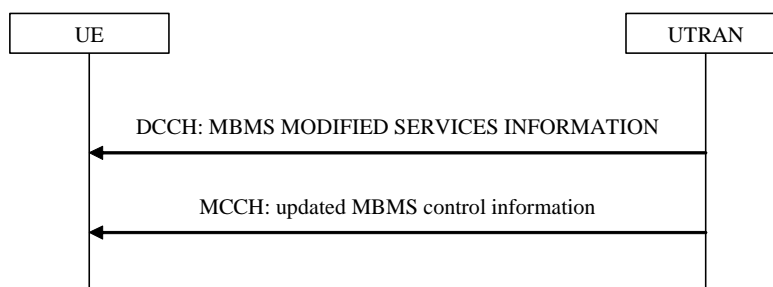 UE
UTRAN
DCCH: MBMS MODIFIED SERVICES INFORMATION
MCCH: updated MBMS control information